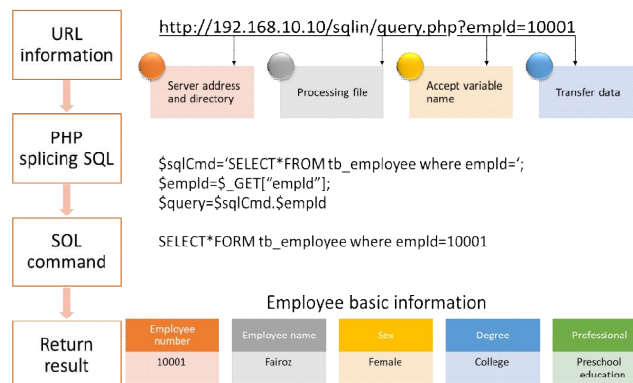 URL
information
http://192.168.10.10/sqlin/query.php?empId=10001
Server address
and directory
Processing file
Accept variable
name
Transfer data
PHP
splicing SQL
$sqlCmd=‘SELECT*FROM tb_employee where empId=‘;
$empId=$_GET[“empId”];
$query=$sqlCmd.$empId
SOL
command
SELECT*FORM tb_employee where empId=10001
Return
result
Employee basic information
Employee
number
Employee name
Sex
Degree
Professional
10001
Fairoz
Female
College
Preschool
education